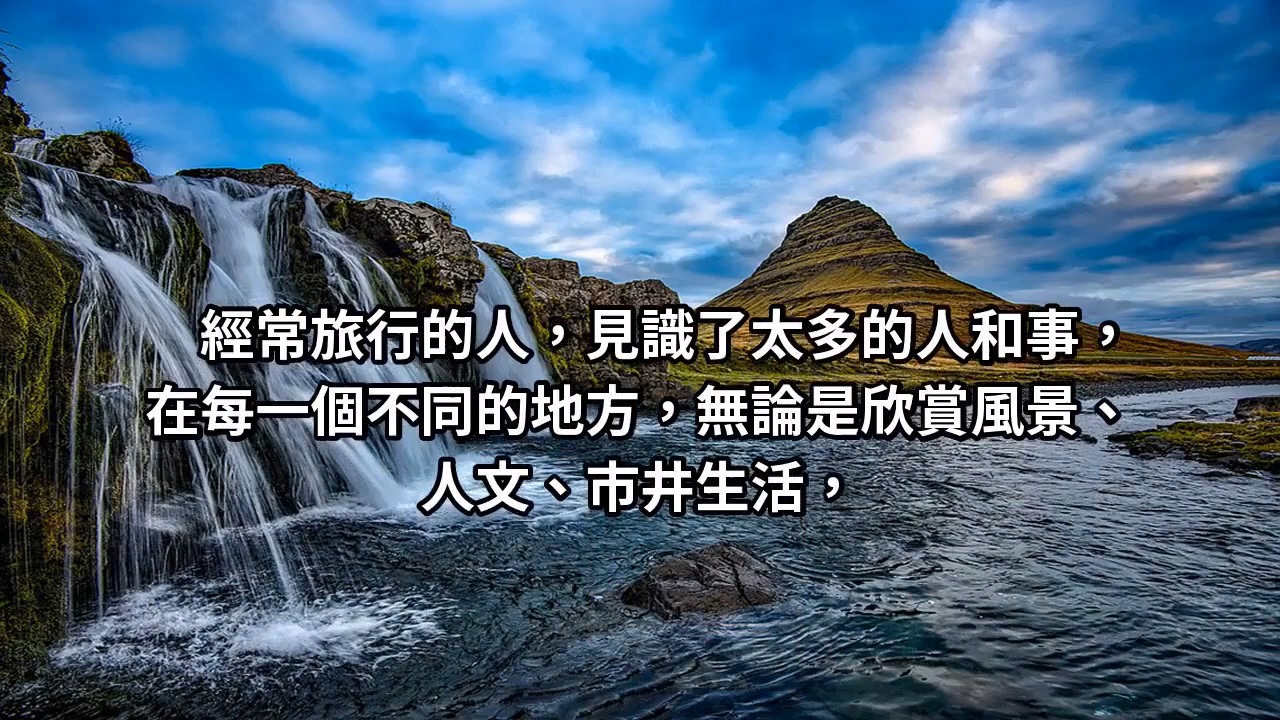 經常旅行的人，見識了太多的人和事，
在每一個不同的地方，無論是欣賞風景、
人文、市井生活，